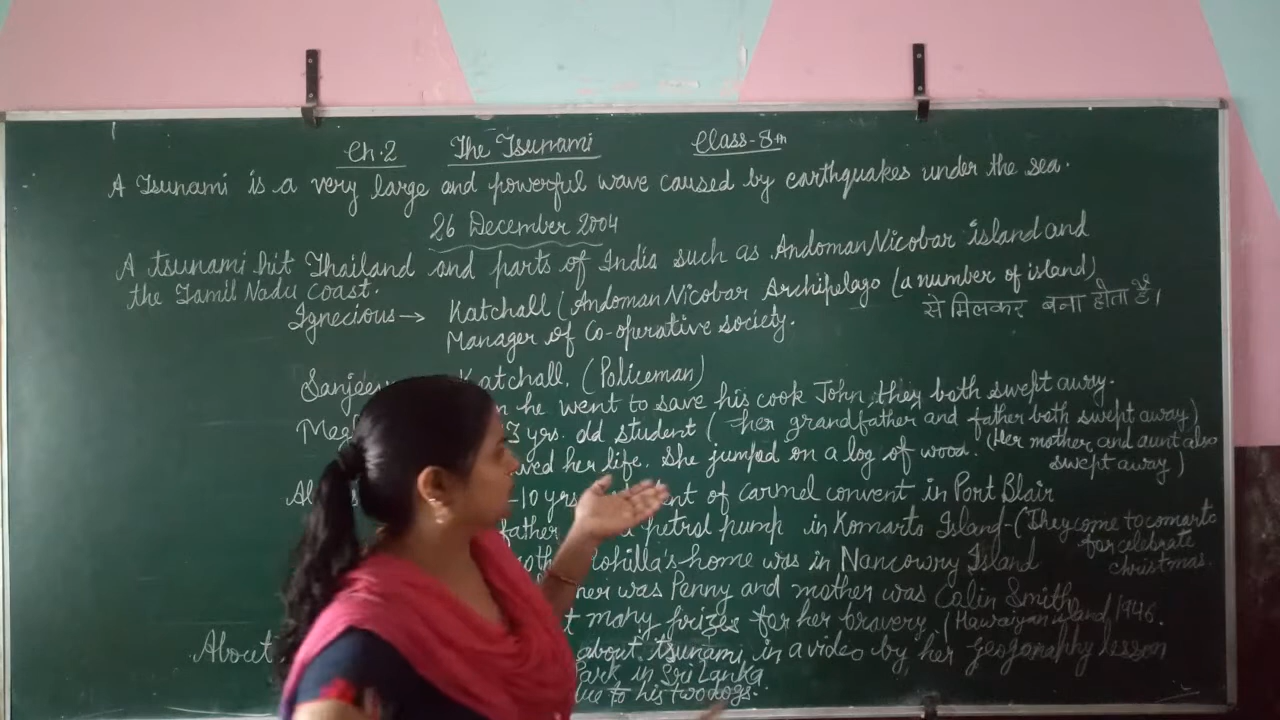 Ch.2 The Tsunami Class-8th
A Tsunami is a very large and powerful wave caused by earthquakes under the sea.
26 December 2004
A tsunami hit Thailand and parts of India such as Andoman Nicobar island and
the Tamil Nadu Coast.
Ignecious → Katchall (Andoman Nicobar Archipelago (a number of island)
से मिलकर बना होता है।
Manager of Co-operative society.
Katchall. (Policeman)
he went to save his cook John, they both swept away.
3 yrs. old student ( her grandfather and father both swept away)
her life. She jumped on a log of wood. (Her mother and aunt also
swept away)
10 yrs of Carmel convent in Port Blair
father petrol pump in Komarto Island-(They come to comarto
for celebrate
christmas.
Rohilla's home was in Nancowry Island
was Penny and mother was Calin Smith
many prizes for her bravery. (Hawaiyan island, 1946.
About about tsunami in a video by her geography lesson
in Sri Lanka
to his two dogs.